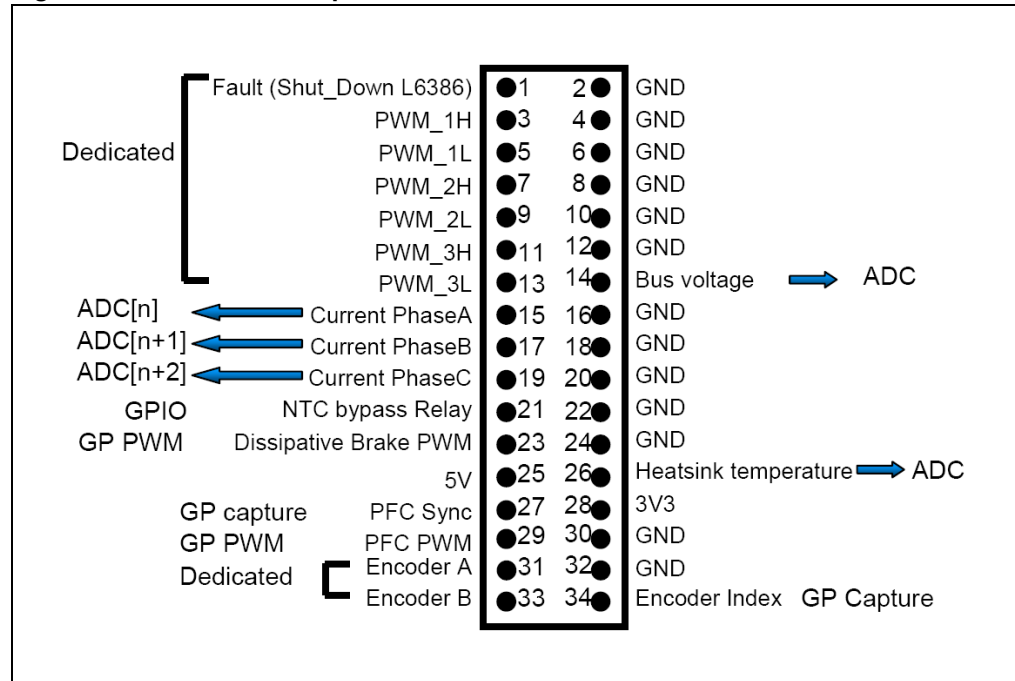 Fault (Shut_Down L6386) 1 2 GND
PWM_1H 3 4 GND
Dedicated PWM_1L 5 6 GND
PWM_2H 7 8 GND
PWM_2L 9 10 GND
PWM_3H 11 12 GND
PWM_3L 13 14 Bus voltage ADC
ADC[n] Current PhaseA 15 16 GND
ADC[n+1] Current PhaseB 17 18 GND
ADC[n+2] Current PhaseC 19 20 GND
GPIO NTC bypass Relay 21 22 GND
GP PWM Dissipative Brake PWM 23 24 GND
5V 25 26 Heatsink temperature ADC
GP capture PFC Sync 27 28 3V3
GP PWM PFC PWM 29 30 GND
Dedicated Encoder A 31 32 GND
Encoder B 33 34 Encoder Index GP Capture